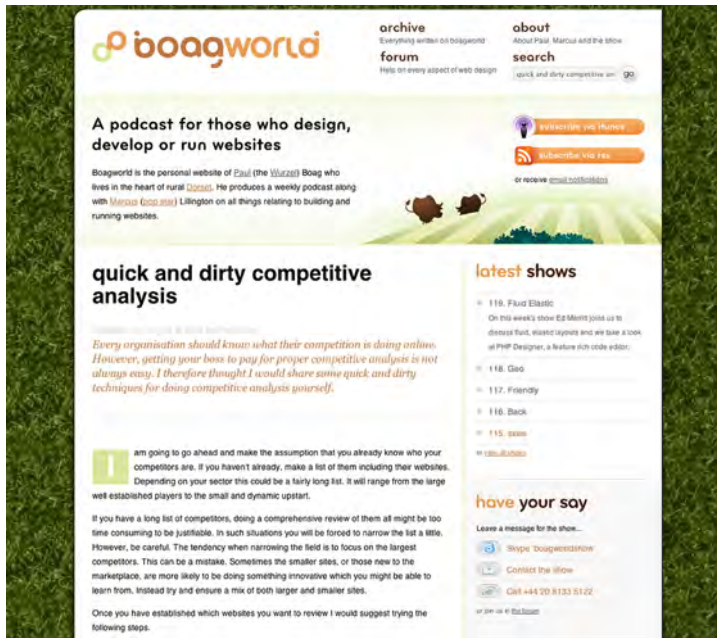 boagworld
archive
Everything written on boagworld
about
About Paul, Marcus and the show
forum
Help on every aspect of web design
search
quick and dirty competitive an
go
A podcast for those who design,
develop or run websites
Boagworld is the personal website of Paul (the Wurzel) Boag who
lives in the heart of rural Dorset. He produces a weekly podcast along
with Marcus (pop star) Lillington on all things relating to building and
running websites.
subscribe via itunes
subscribe via rss
or receive email notifications
quick and dirty competitive
analysis
Every organisation should know what their competition is doing online.
However, getting your boss to pay for proper competitive analysis is not
always easy. I therefore thought I would share some quick and dirty
techniques for doing competitive analysis yourself.
I am going to go ahead and make the assumption that you already know who your
competitors are. If you haven't already, make a list of them including their websites.
Depending on your sector this could be a fairly long list. It will range from the large
well established players to the small and dynamic upstart.
If you have a long list of competitors, doing a comprehensive review of them all might be too
time consuming to be justifiable. In such situations you will be forced to narrow the list a little.
However, be careful. The tendency when narrowing the field is to focus on the largest
competitors. This can be a mistake. Sometimes the smaller sites, or those new to the
marketplace, are more likely to be doing something innovative which you might be able to
learn from. Instead try and ensure a mix of both larger and smaller sites.
Once you have established which websites you want to review I would suggest trying the
following steps.
latest shows
119. Fluid Elastic
On this week's show Ed Merritt joins us to
discuss fluid, elastic layouts and we take a look
at PHP Designer, a feature rich code editor.
118. Geo
117. Friendly
116. Back
115.
or view all shows
have your say
Leave a message for the show...
Skype 'boagworldshow'
Contact the show
Call +44 20 8133 5122
or join us in the forum